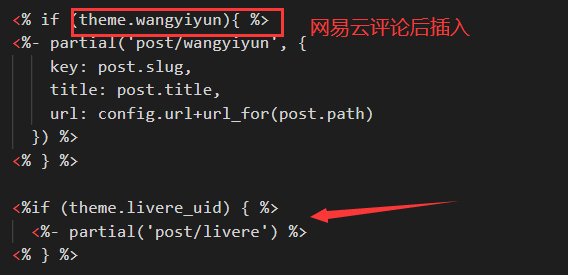 <% if (theme.wangyiyun){ %>
网易云评论后插入
<%- partial('post/wangyiyun', {
key: post.slug,
title: post.title,
url: config.url+url_for(post.path)
}) %>
<% } %>
<%if (theme.livere_uid) { %>
<%- partial('post/livere') %>
<% } %>